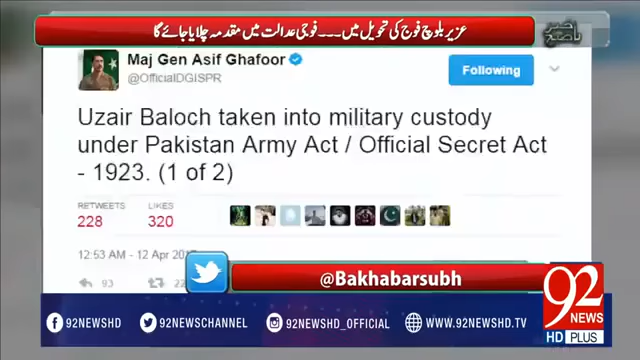 عزیر بلوچ فوج کی تحویل میں ۔۔۔ فوجی عدالت میں مقدمہ چلایا جائے گا
Maj Gen Asif Ghafoor
@OfficialDGISPR
Following
Uzair Baloch taken into military custody
under Pakistan Army Act / Official Secret Act
- 1923. (1 of 2)
RETWEETS
228
LIKES
320
12:53 AM - 12 Apr
93
@Bakhabarsubh
92NEWSHD
92NEWSCHANNEL
92NEWSHD_OFFICIAL
WWW.92NEWSHD.TV
92
NEWS
HD PLUS